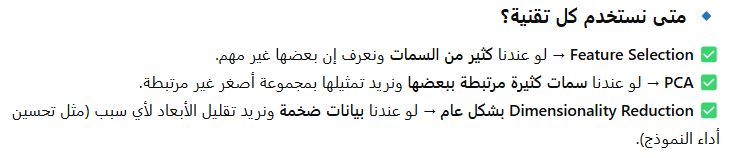 🔹 متى نستخدم كل تقنية؟
✅ Feature Selection → لو عندنا كثير من السمات ونعرف إن بعضها غير مهم.
✅ PCA → لو عندنا سمات كثيرة مرتبطة ببعضها ونريد تمثيلها بمجموعة أصغر غير مرتبطة.
✅ Dimensionality Reduction بشكل عام → لو عندنا بيانات ضخمة ونريد تقليل الأبعاد لأي سبب (مثل تحسين
أداء النموذج).